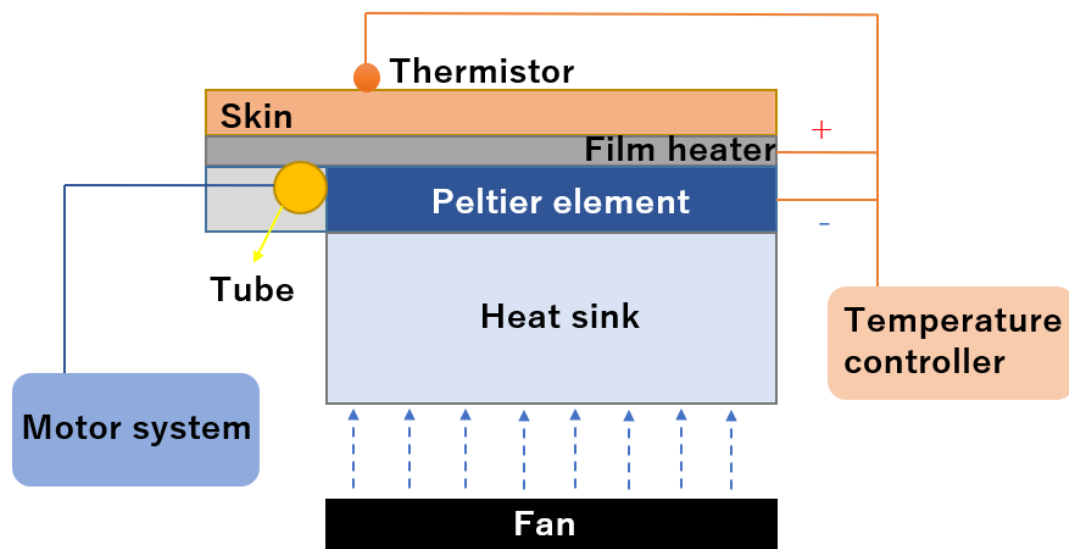 Thermistor
Skin
+
Film heater
Peltier element
-
Tube
Heat sink
Temperature
controller
Motor system
Fan